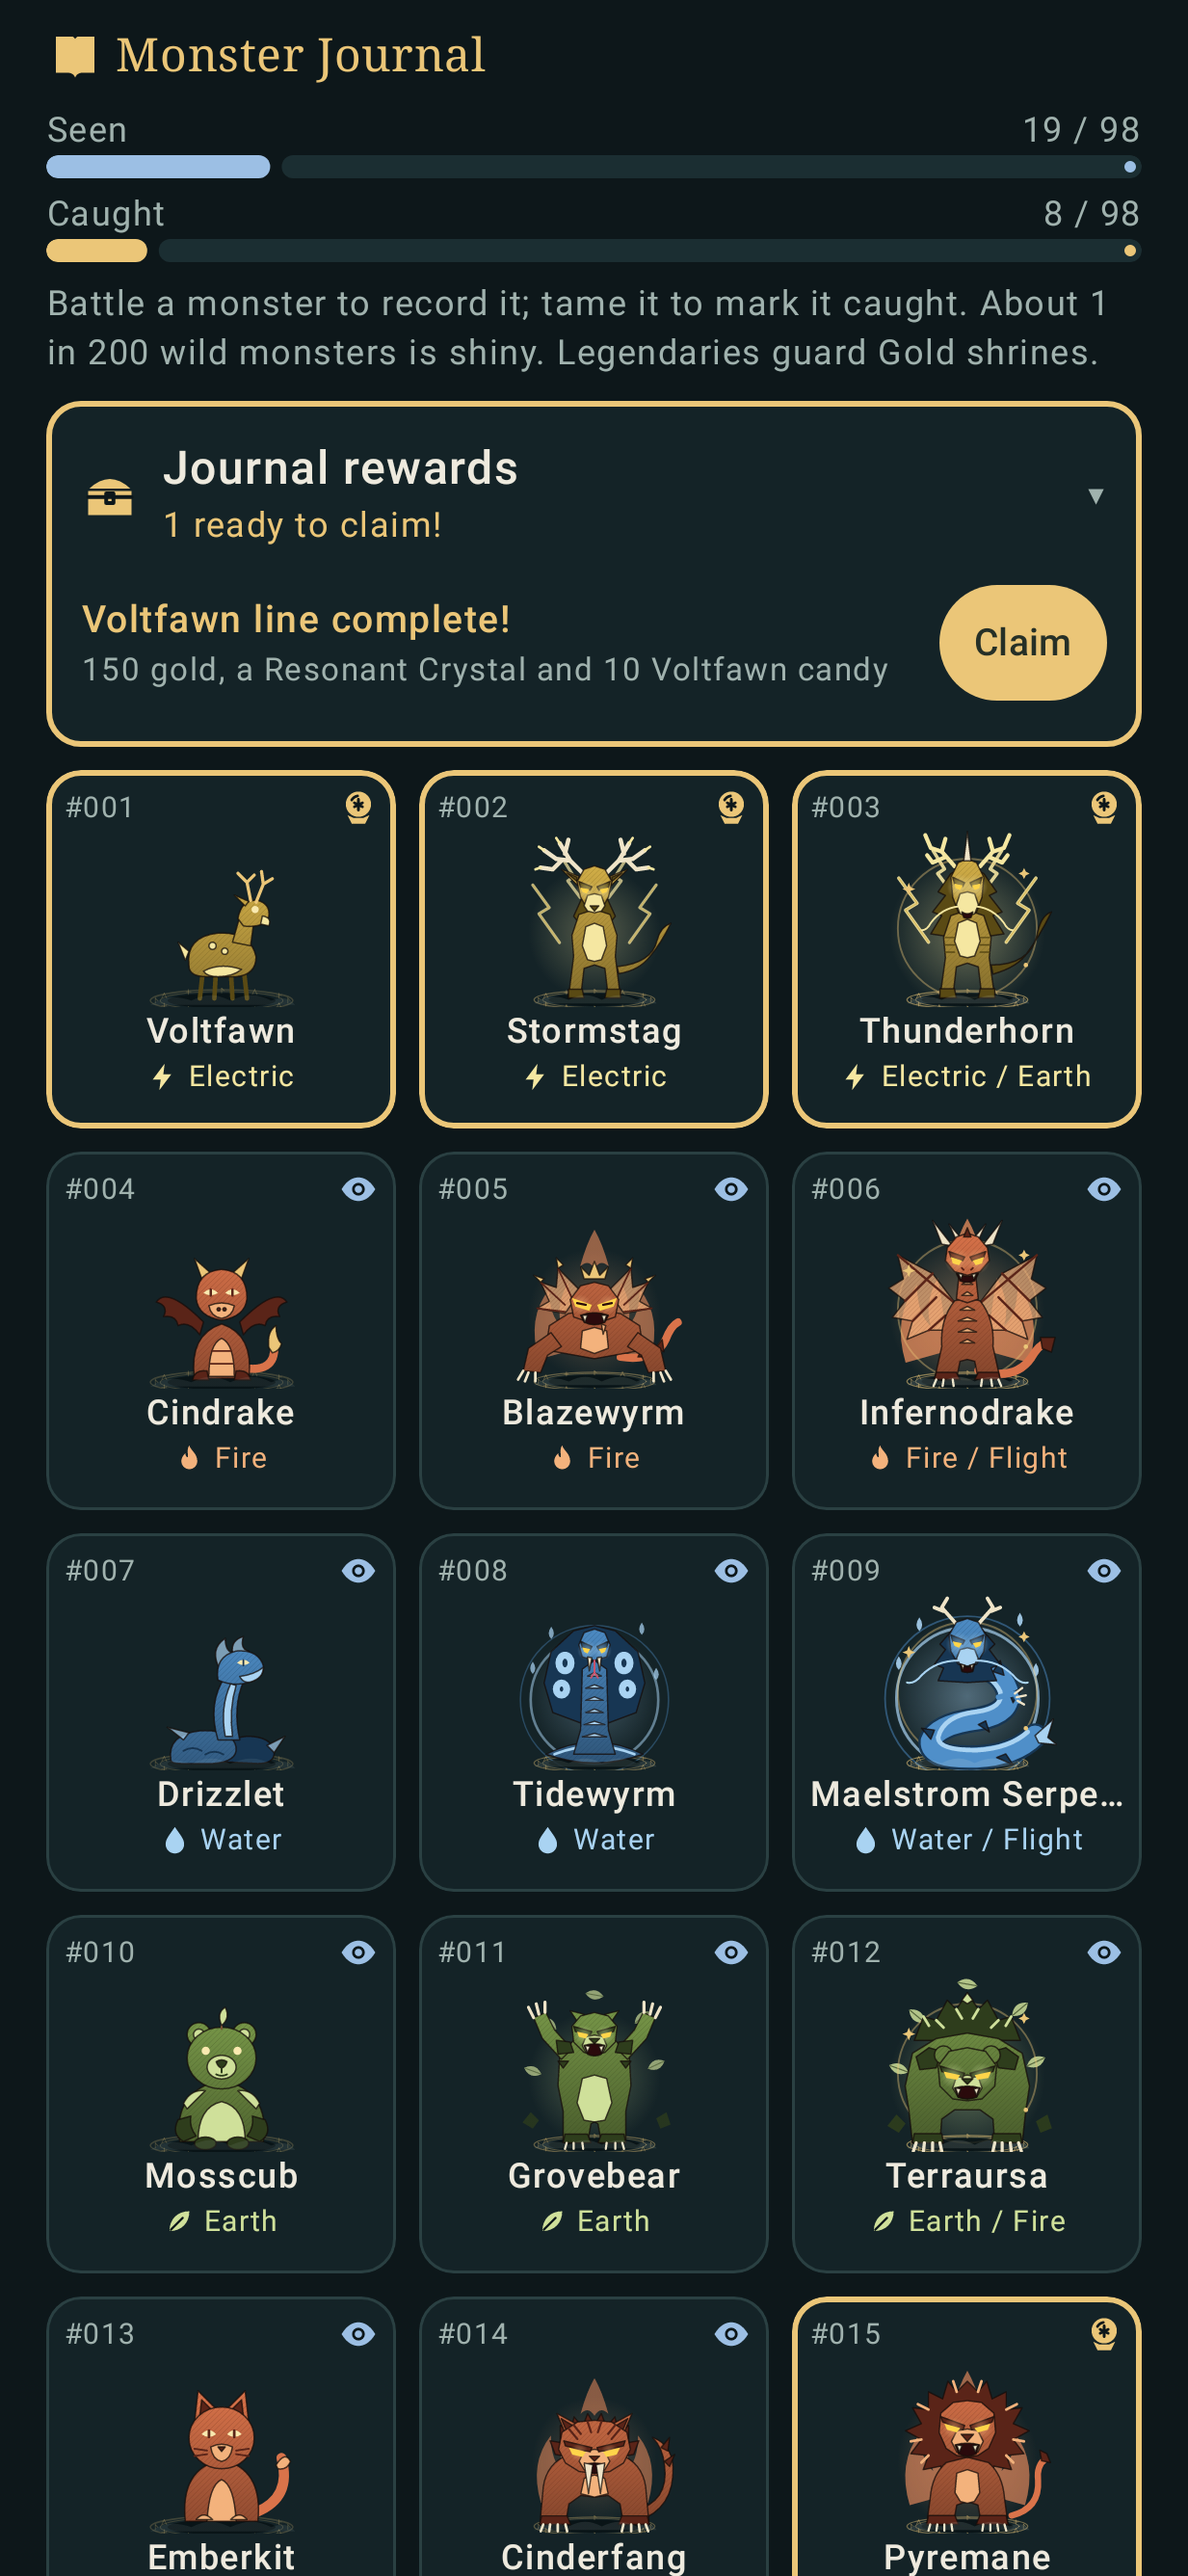 Monster Journal
Seen 19 / 98
Caught 8 / 98
Battle a monster to record it; tame it to mark it caught. About 1
in 200 wild monsters is shiny. Legendaries guard Gold shrines.
Journal rewards
1 ready to claim!
Voltfawn line complete!
150 gold, a Resonant Crystal and 10 Voltfawn candy
Claim
#001
Voltfawn
Electric
#002
Stormstag
Electric
#003
Thunderhorn
Electric / Earth
#004
Cindrake
Fire
#005
Blazewyrm
Fire
#006
Infernodrake
Fire / Flight
#007
Drizzlet
Water
#008
Tidewyrm
Water
#009
Maelstrom Serpe…
Water / Flight
#010
Mosscub
Earth
#011
Grovebear
Earth
#012
Terraursa
Earth / Fire
#013
Emberkit
#014
Cinderfang
#015
Pyremane